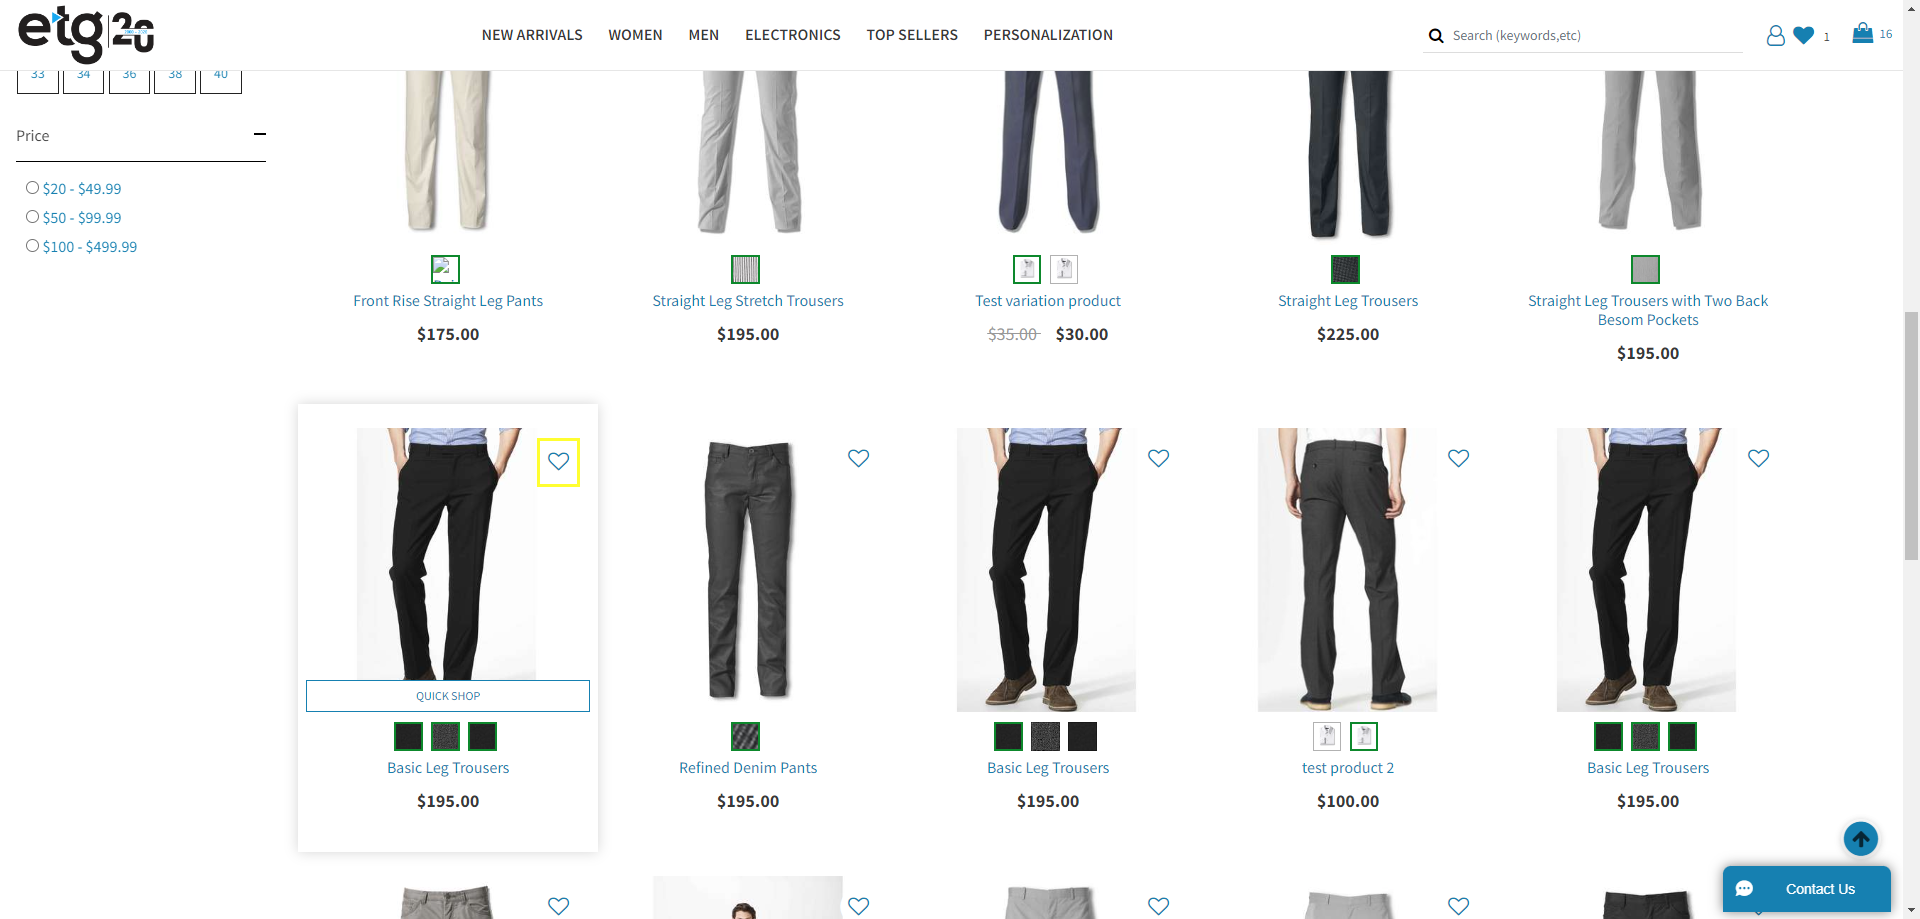 etg 20
NEW ARRIVALS WOMEN MEN ELECTRONICS TOP SELLERS PERSONALIZATION
Search (keywords,etc)
1
16
33 34 36 38 40
Price
$20 - $49.99
$50 - $99.99
$100 - $499.99
Front Rise Straight Leg Pants
$175.00
Straight Leg Stretch Trousers
$195.00
Test variation product
$35.00 $30.00
Straight Leg Trousers
$225.00
Straight Leg Trousers with Two Back
Besom Pockets
$195.00
QUICK SHOP
Basic Leg Trousers
$195.00
Refined Denim Pants
$195.00
Basic Leg Trousers
$195.00
test product 2
$100.00
Basic Leg Trousers
$195.00
Contact Us